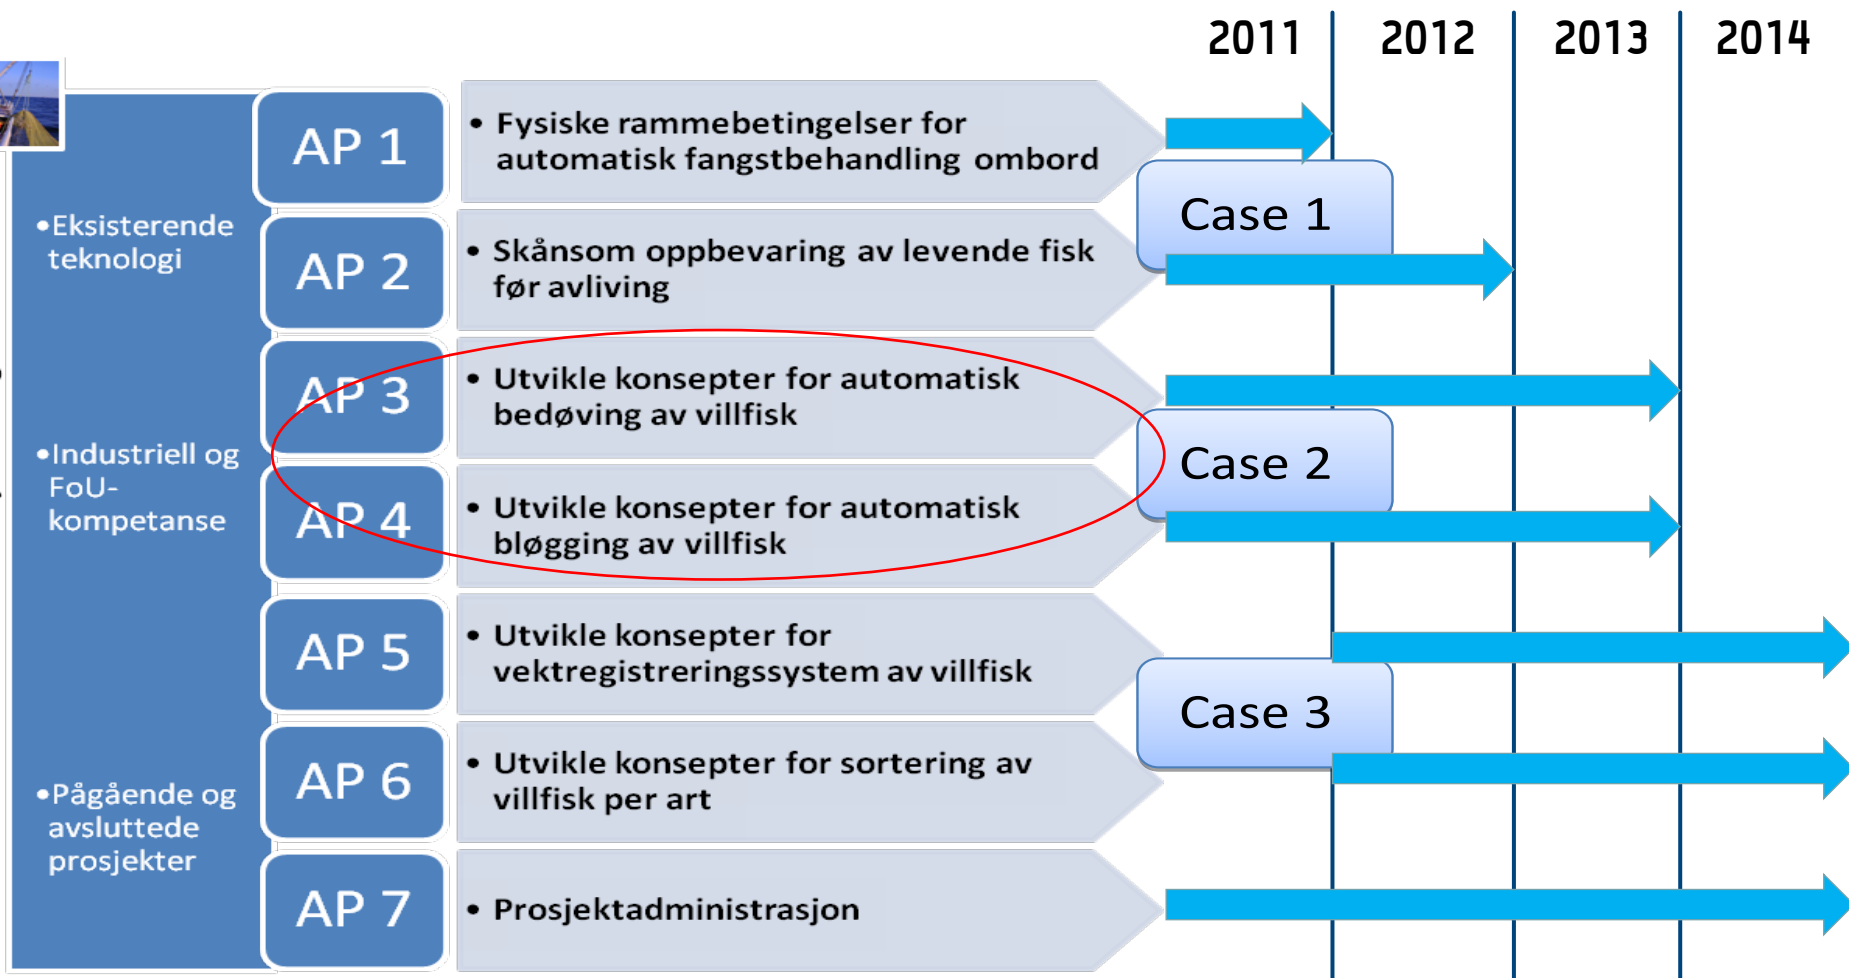 2011 2012 2013 2014
•Eksisterende
teknologi
•Industriell og
FoU-
kompetanse
•Pågående og
avsluttede
prosjekter
AP 1
• Fysiske rammebetingelser for
automatisk fangstbehandling ombord
AP 2
• Skånsom oppbevaring av levende fisk
før avliving
AP 3
• Utvikle konsepter for automatisk
bedøving av villfisk
AP 4
• Utvikle konsepter for automatisk
bløgging av villfisk
AP 5
• Utvikle konsepter for
vektregistreringssystem av villfisk
AP 6
• Utvikle konsepter for sortering av
villfisk per art
AP 7
• Prosjektadministrasjon
Case 1
Case 2
Case 3